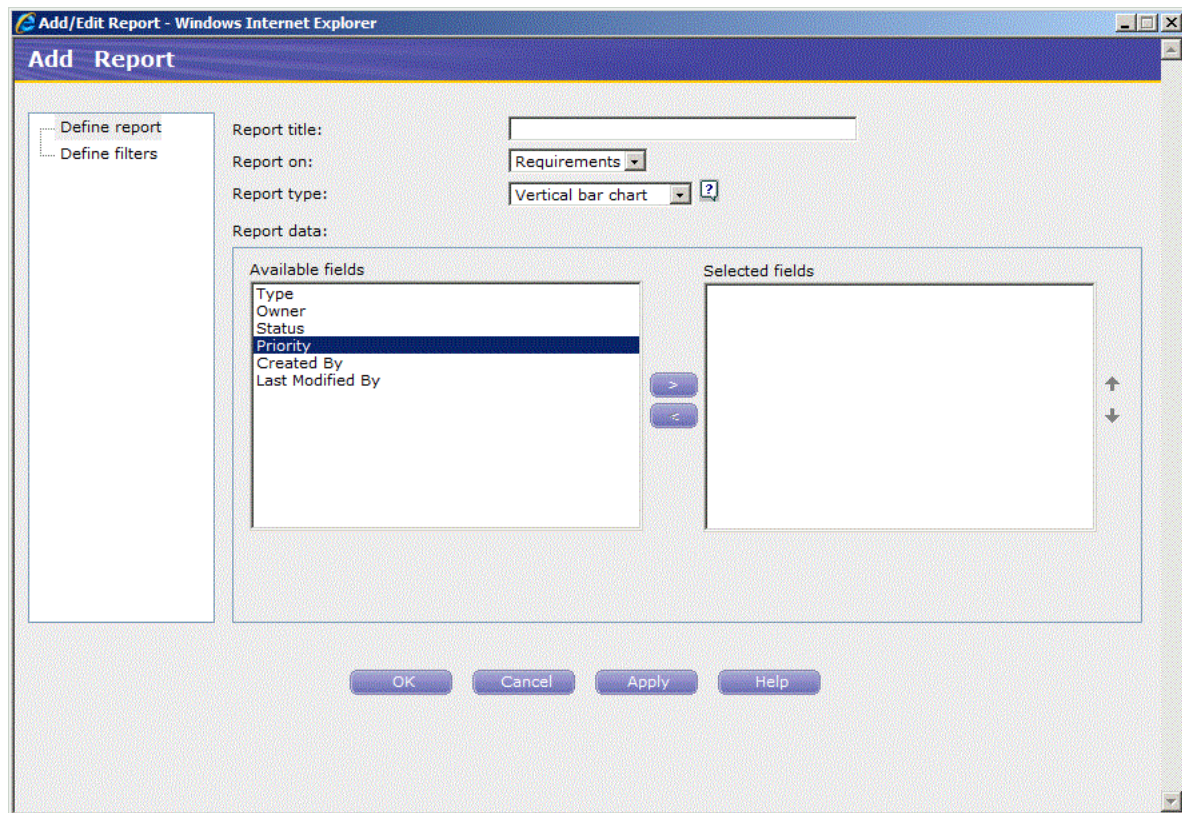 Add/Edit Report - Windows Internet Explorer
Add Report
Define report
Define filters
Report title:
Report on:
Requirements
Report type:
Vertical bar chart
?
Report data:
Available fields
Type
Owner
Status
Priority
Created By
Last Modified By
>
<
Selected fields
OK
Cancel
Apply
Help